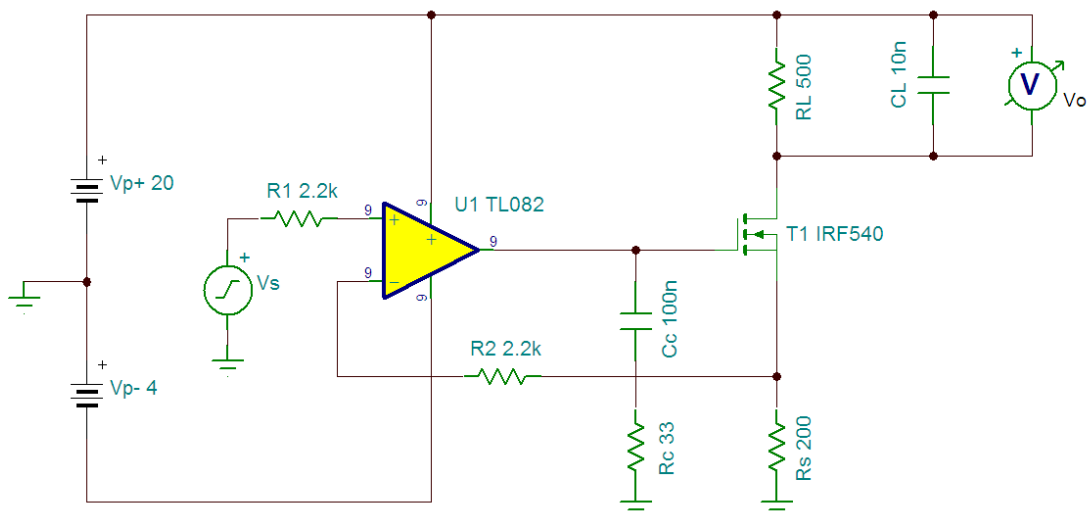 +
RL 500
CL 10n
+
V
Vo
+
Vp+ 20
R1 2.2k
9
+
9
+
U1 TL082
9
T1 IRF540
+
Vs
9
-
9
Cc 100n
R2 2.2k
+
Vp- 4
Rc 33
Rs 200